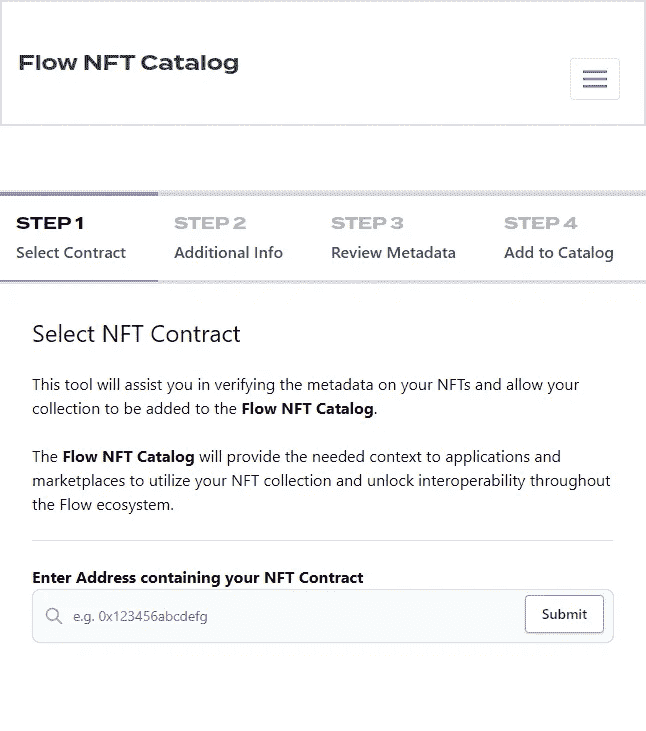 Flow NFT Catalog
STEP 1 STEP 2 STEP 3 STEP 4
Select Contract Additional Info Review Metadata Add to Catalog
Select NFT Contract
This tool will assist you in verifying the metadata on your NFTs and allow your
collection to be added to the Flow NFT Catalog.
The Flow NFT Catalog will provide the needed context to applications and
marketplaces to utilize your NFT collection and unlock interoperability throughout
the Flow ecosystem.
Enter Address containing your NFT Contract
e.g. 0x123456abcdefg Submit